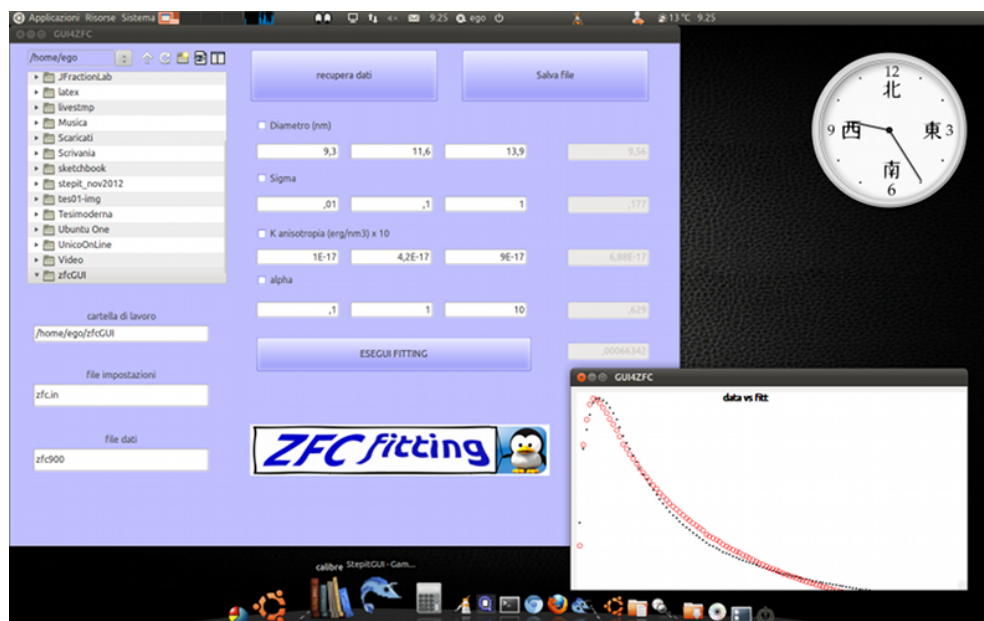 Applicazioni Risorse Sistema
9.25 ego 13°C 9.25
GUI4ZFC
/home/ego
JFractionLab
latex
livestmp
Musica
Scaricati
Scrivania
sketchbook
stepit_nov2012
tes01-img
Tesimoderna
Ubuntu One
UnicoOnLine
Video
zfcGUI
cartella di lavoro
/home/ego/zfcGUI
file impostazioni
zfc.in
file dati
zfc900
recupera dati Salva file
Diametro (nm)
9,3 11,6 13,9 9,56
Sigma
,01 ,1 1 ,177
K anisotropia (erg/nm3) x 10
1E-17 4,2E-17 9E-17 6,88E-17
alpha
,1 1 10 ,629
ESEGUI FITTING ,00066342
ZFC fitting
12
北
9 西 東 3
南
6
GUI4ZFC
data vs fitt
calibre StepitGUI - Gam...